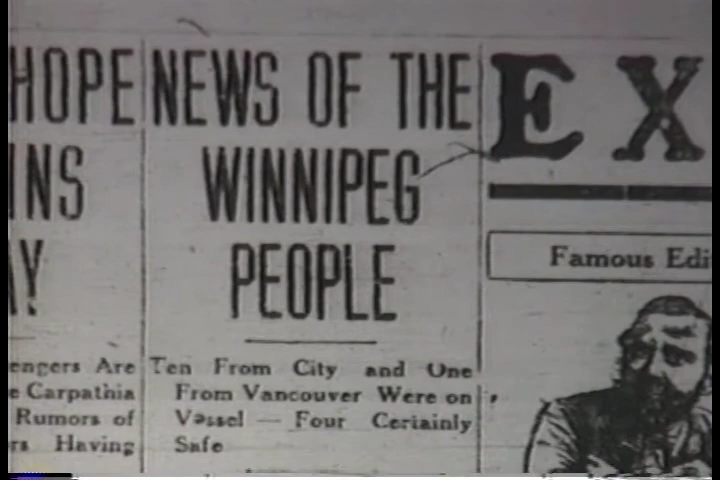 HOPE
INS
AY
engers Are
e Carpathia
Rumors of
rs Having
NEWS OF THE
WINNIPEG
PEOPLE
Ten From City and One
From Vancouver Were on
Vessel — Four Certainly
Safe
EX
Famous Edi